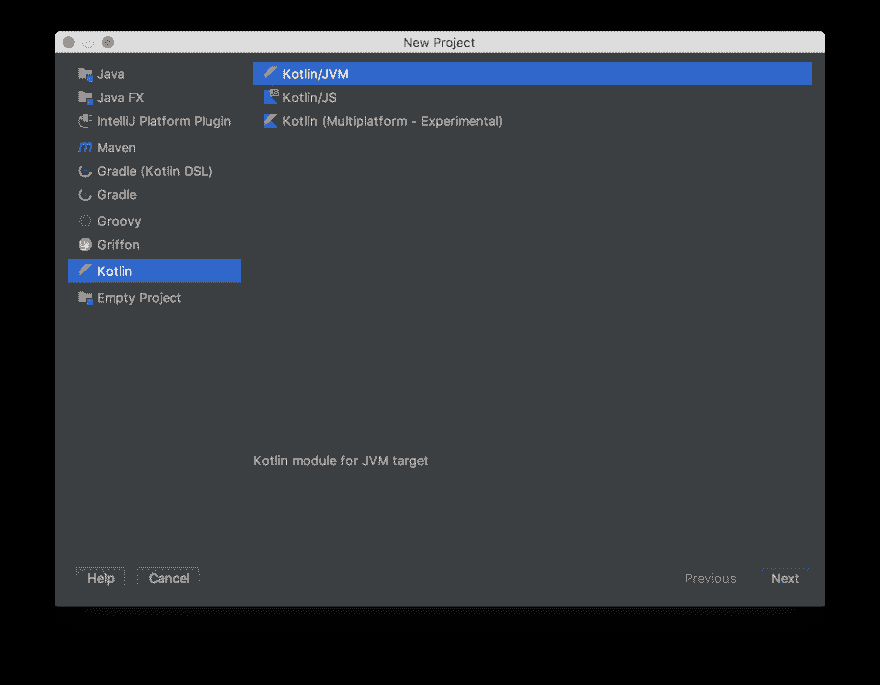 New Project
Java
Java FX
IntelliJ Platform Plugin
Maven
Gradle (Kotlin DSL)
Gradle
Groovy
Griffon
Kotlin
Empty Project
Kotlin/JVM
Kotlin/JS
Kotlin (Multiplatform - Experimental)
Kotlin module for JVM target
Help
Cancel
Previous
Next